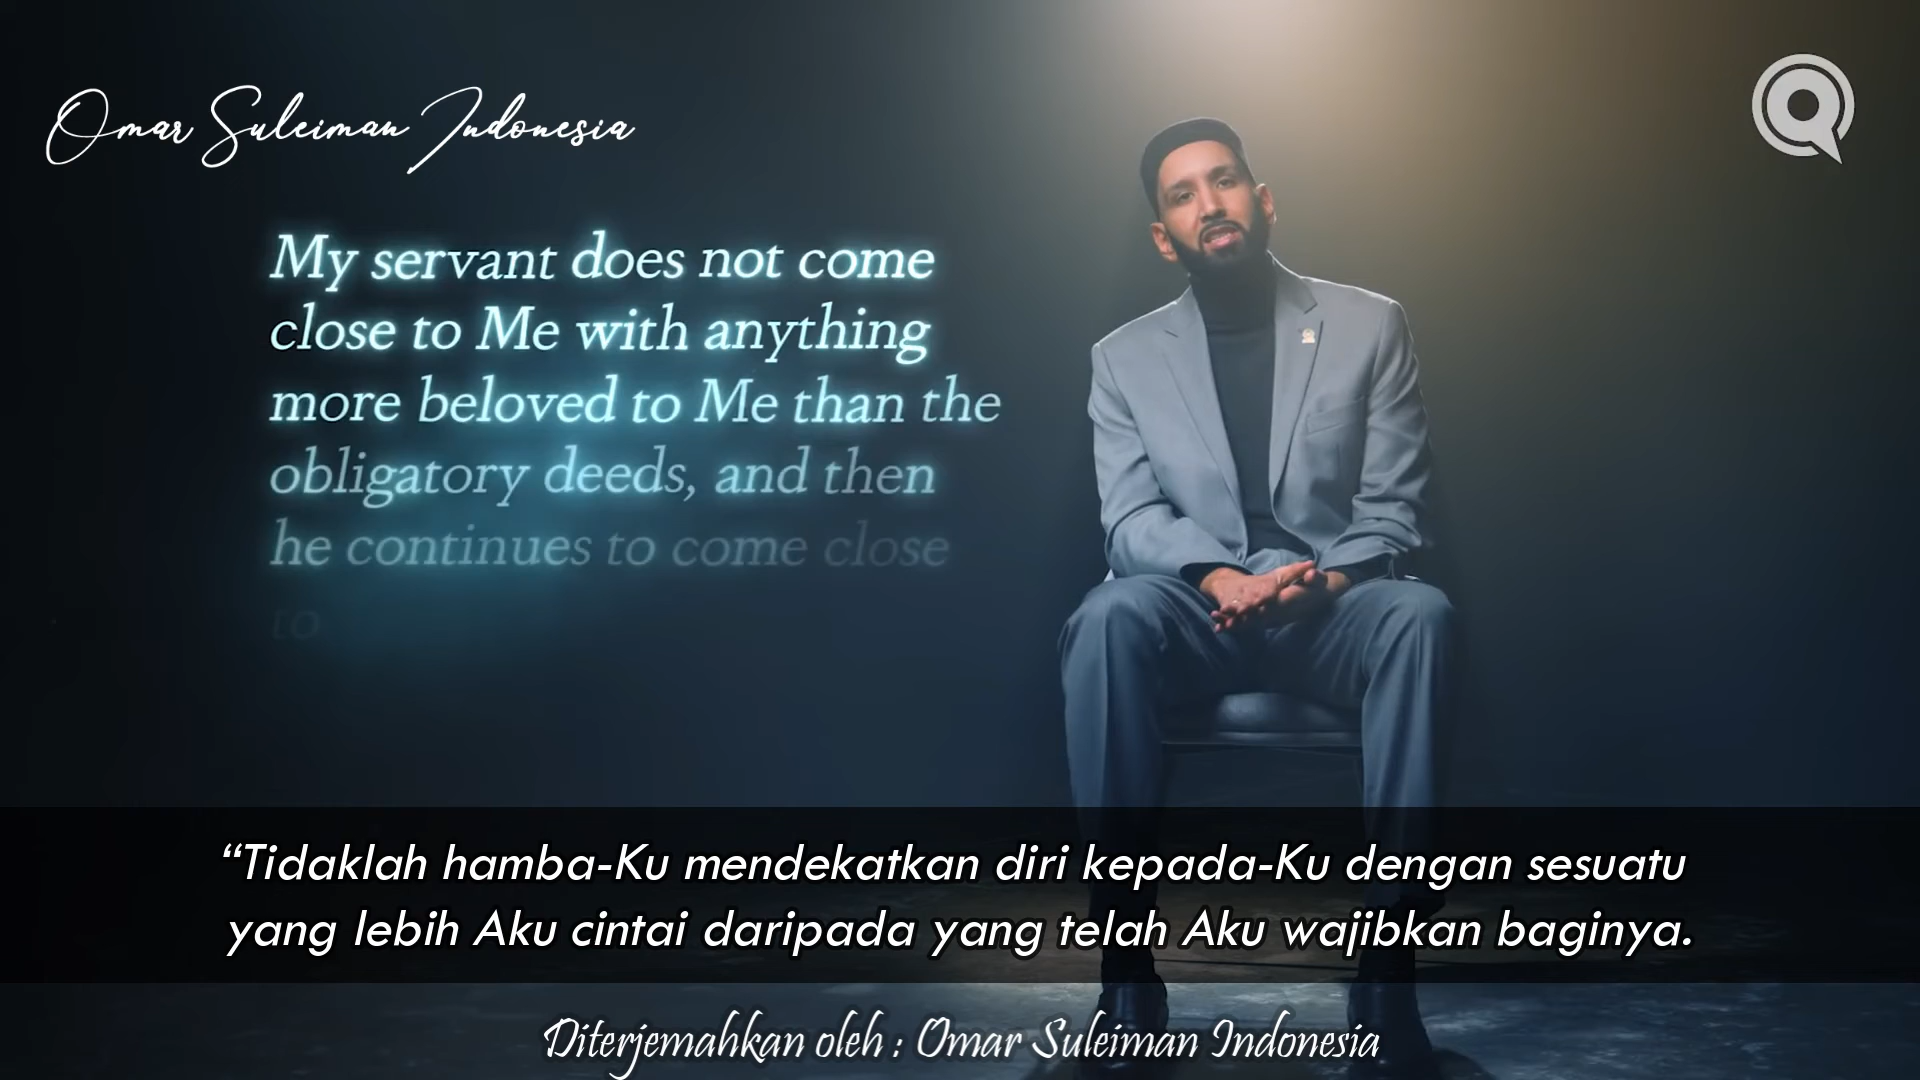 Omar Suleiman Indonesia
My servant does not come
close to Me with anything
more beloved to Me than the
obligatory deeds, and then
he continues to come close
to
“Tidaklah hamba-Ku mendekatkan diri kepada-Ku dengan sesuatu
yang lebih Aku cintai daripada yang telah Aku wajibkan baginya.
Diterjemahkan oleh : Omar Suleiman Indonesia